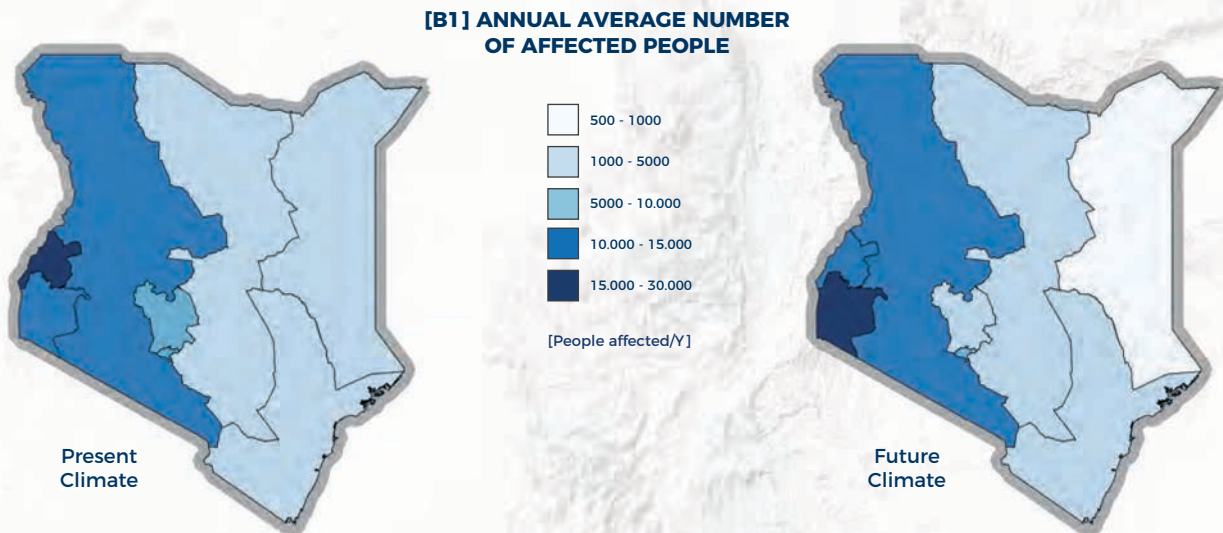 [B1] ANNUAL AVERAGE NUMBER
OF AFFECTED PEOPLE
500 - 1000
1000 - 5000
5000 - 10.000
10.000 - 15.000
15.000 - 30.000
[People affected/Y]
Present
Climate
Future
Climate